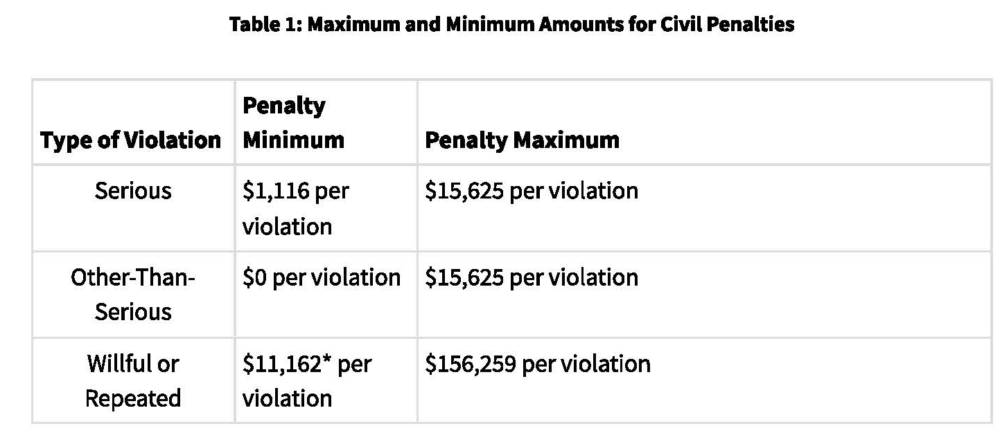 Table 1: Maximum and Minimum Amounts for Civil Penalties
Type of Violation
Penalty
Minimum
Penalty Maximum
Serious
$1,116 per
violation
$15,625 per violation
Other-Than-
Serious
$0 per violation
$15,625 per violation
Willful or
Repeated
$11,162* per
violation
$156,259 per violation